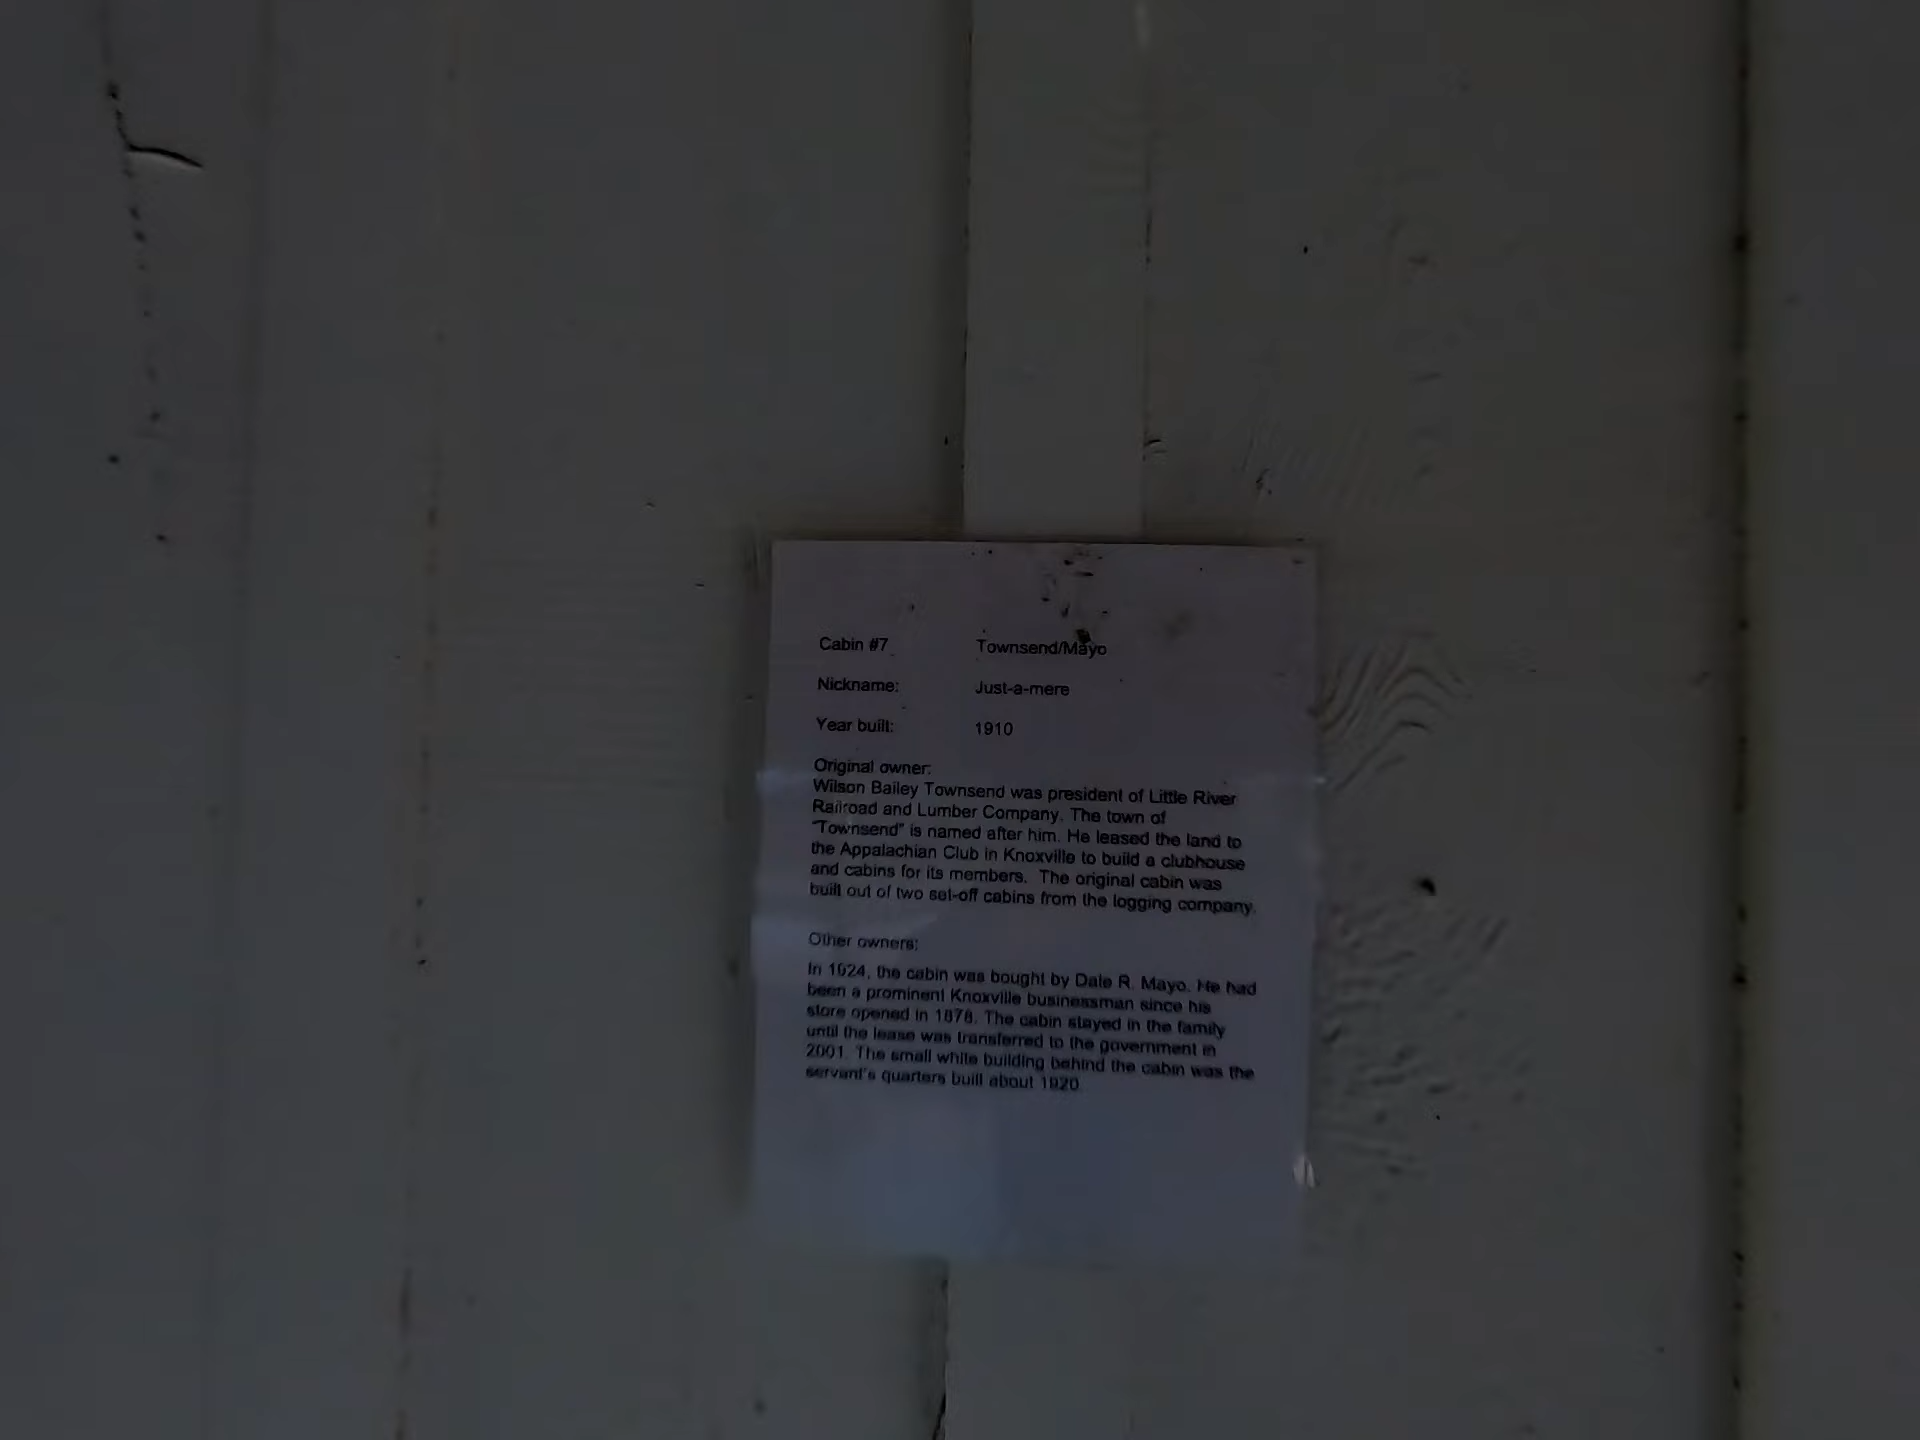 Cabin #7 Townsend/Mayo
Nickname: Just-a-mere
Year built: 1910
Original owner:
Wilson Bailey Townsend was president of Little River
Railroad and Lumber Company. The town of
"Townsend" is named after him. He leased the land to
the Appalachian Club in Knoxville to build a clubhouse
and cabins for its members. The original cabin was
built out of two set-off cabins from the logging company.
Other owners:
In 1924, the cabin was bought by Dale R. Mayo. He had
been a prominent Knoxville businessman since his
store opened in 1878. The cabin stayed in the family
until the lease was transferred to the government in
2001. The small white building behind the cabin was the
servant's quarters built about 1920.